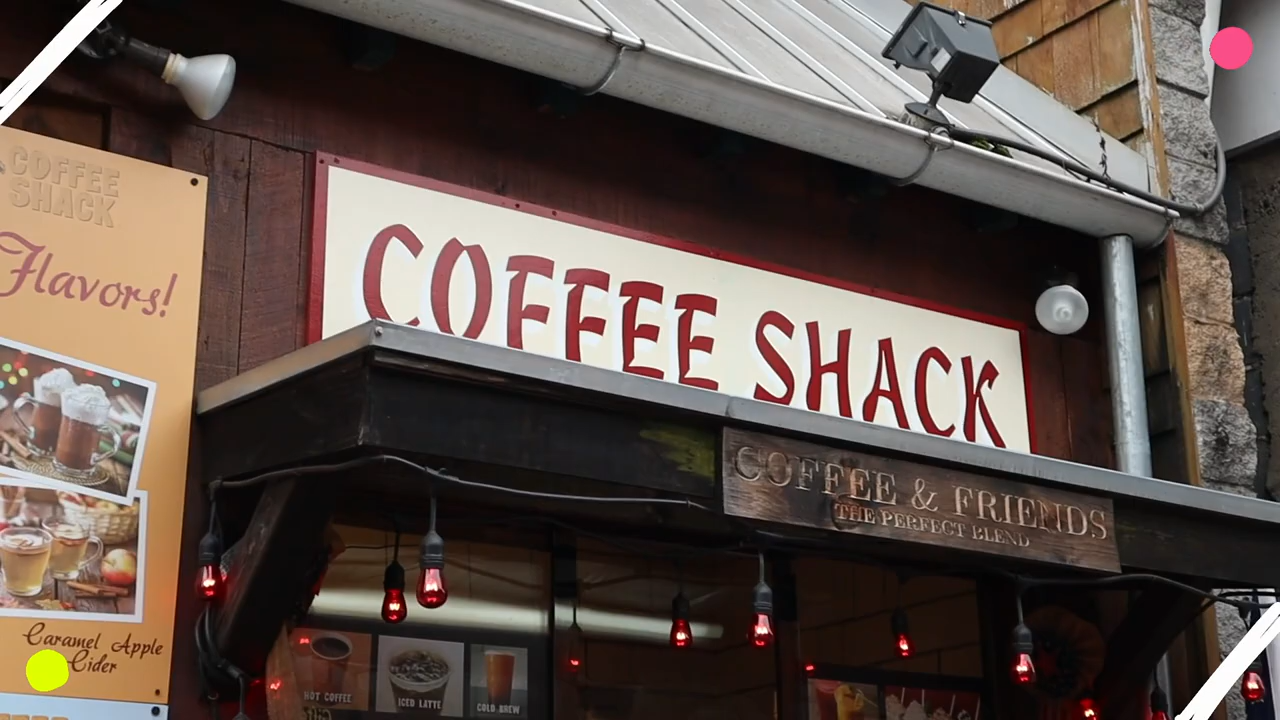 COFFEE
SHACK
Flavors!
Caramel Apple
Cider
COFFEE SHACK
COFFEE & FRIENDS
THE PERFECT BLEND
HOT COFFEE
ICED LATTE
COLD BREW